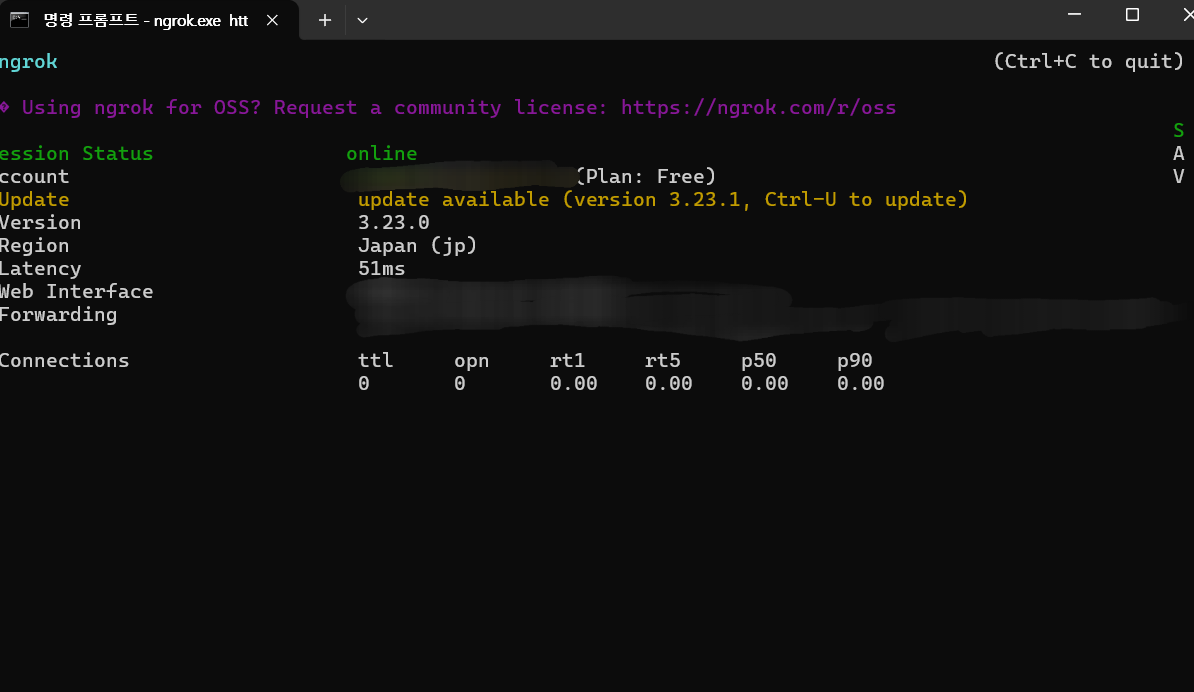 명령 프롬프트 - ngrok.exe htt
ngrok (Ctrl+C to quit)
� Using ngrok for OSS? Request a community license: https://ngrok.com/r/oss
S
ession Status online A
ccount (Plan: Free) V
Update update available (version 3.23.1, Ctrl-U to update)
Version 3.23.0
Region Japan (jp)
Latency 51ms
Web Interface
Forwarding
Connections ttl opn rt1 rt5 p50 p90
0 0 0.00 0.00 0.00 0.00